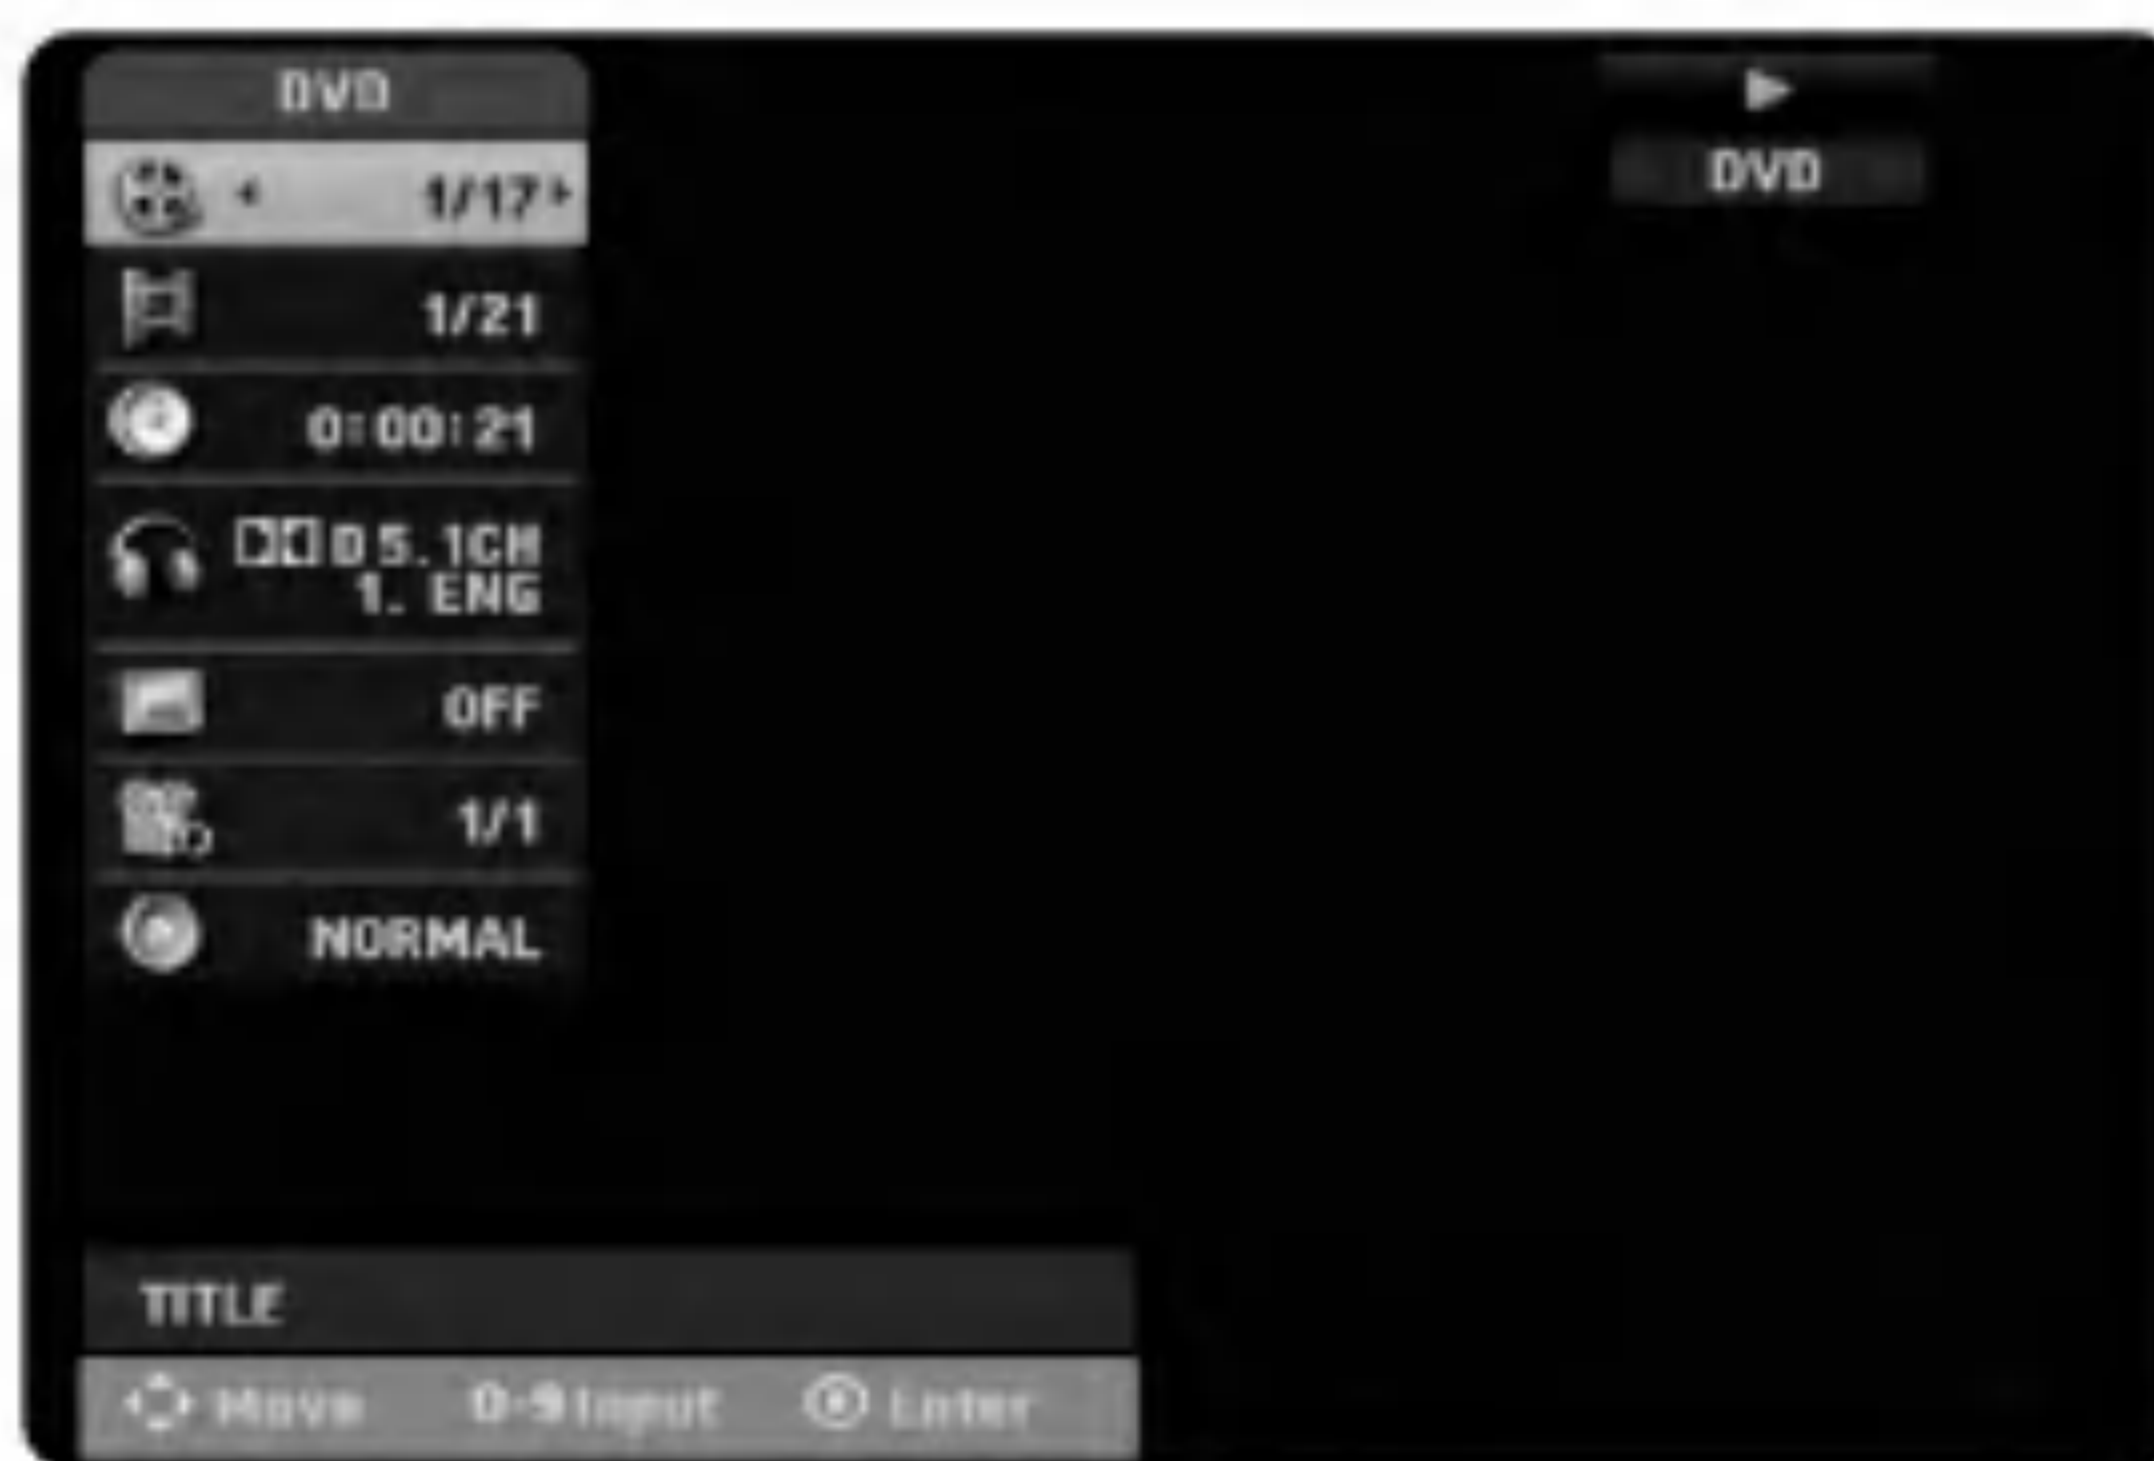 DVD
1/17
1/21
0:00:21
D 5.1CH
1. ENG
OFF
1/1
NORMAL
DVD
TITLE
Move 0-9 Input Enter